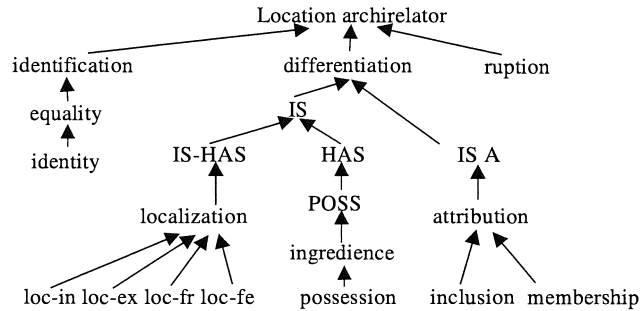 Location archirelator
identification differentiation ruption
equality IS
identity IS-HAS HAS IS A
localization POSS attribution
ingredience
loc-in loc-ex loc-fr loc-fe possession inclusion membership